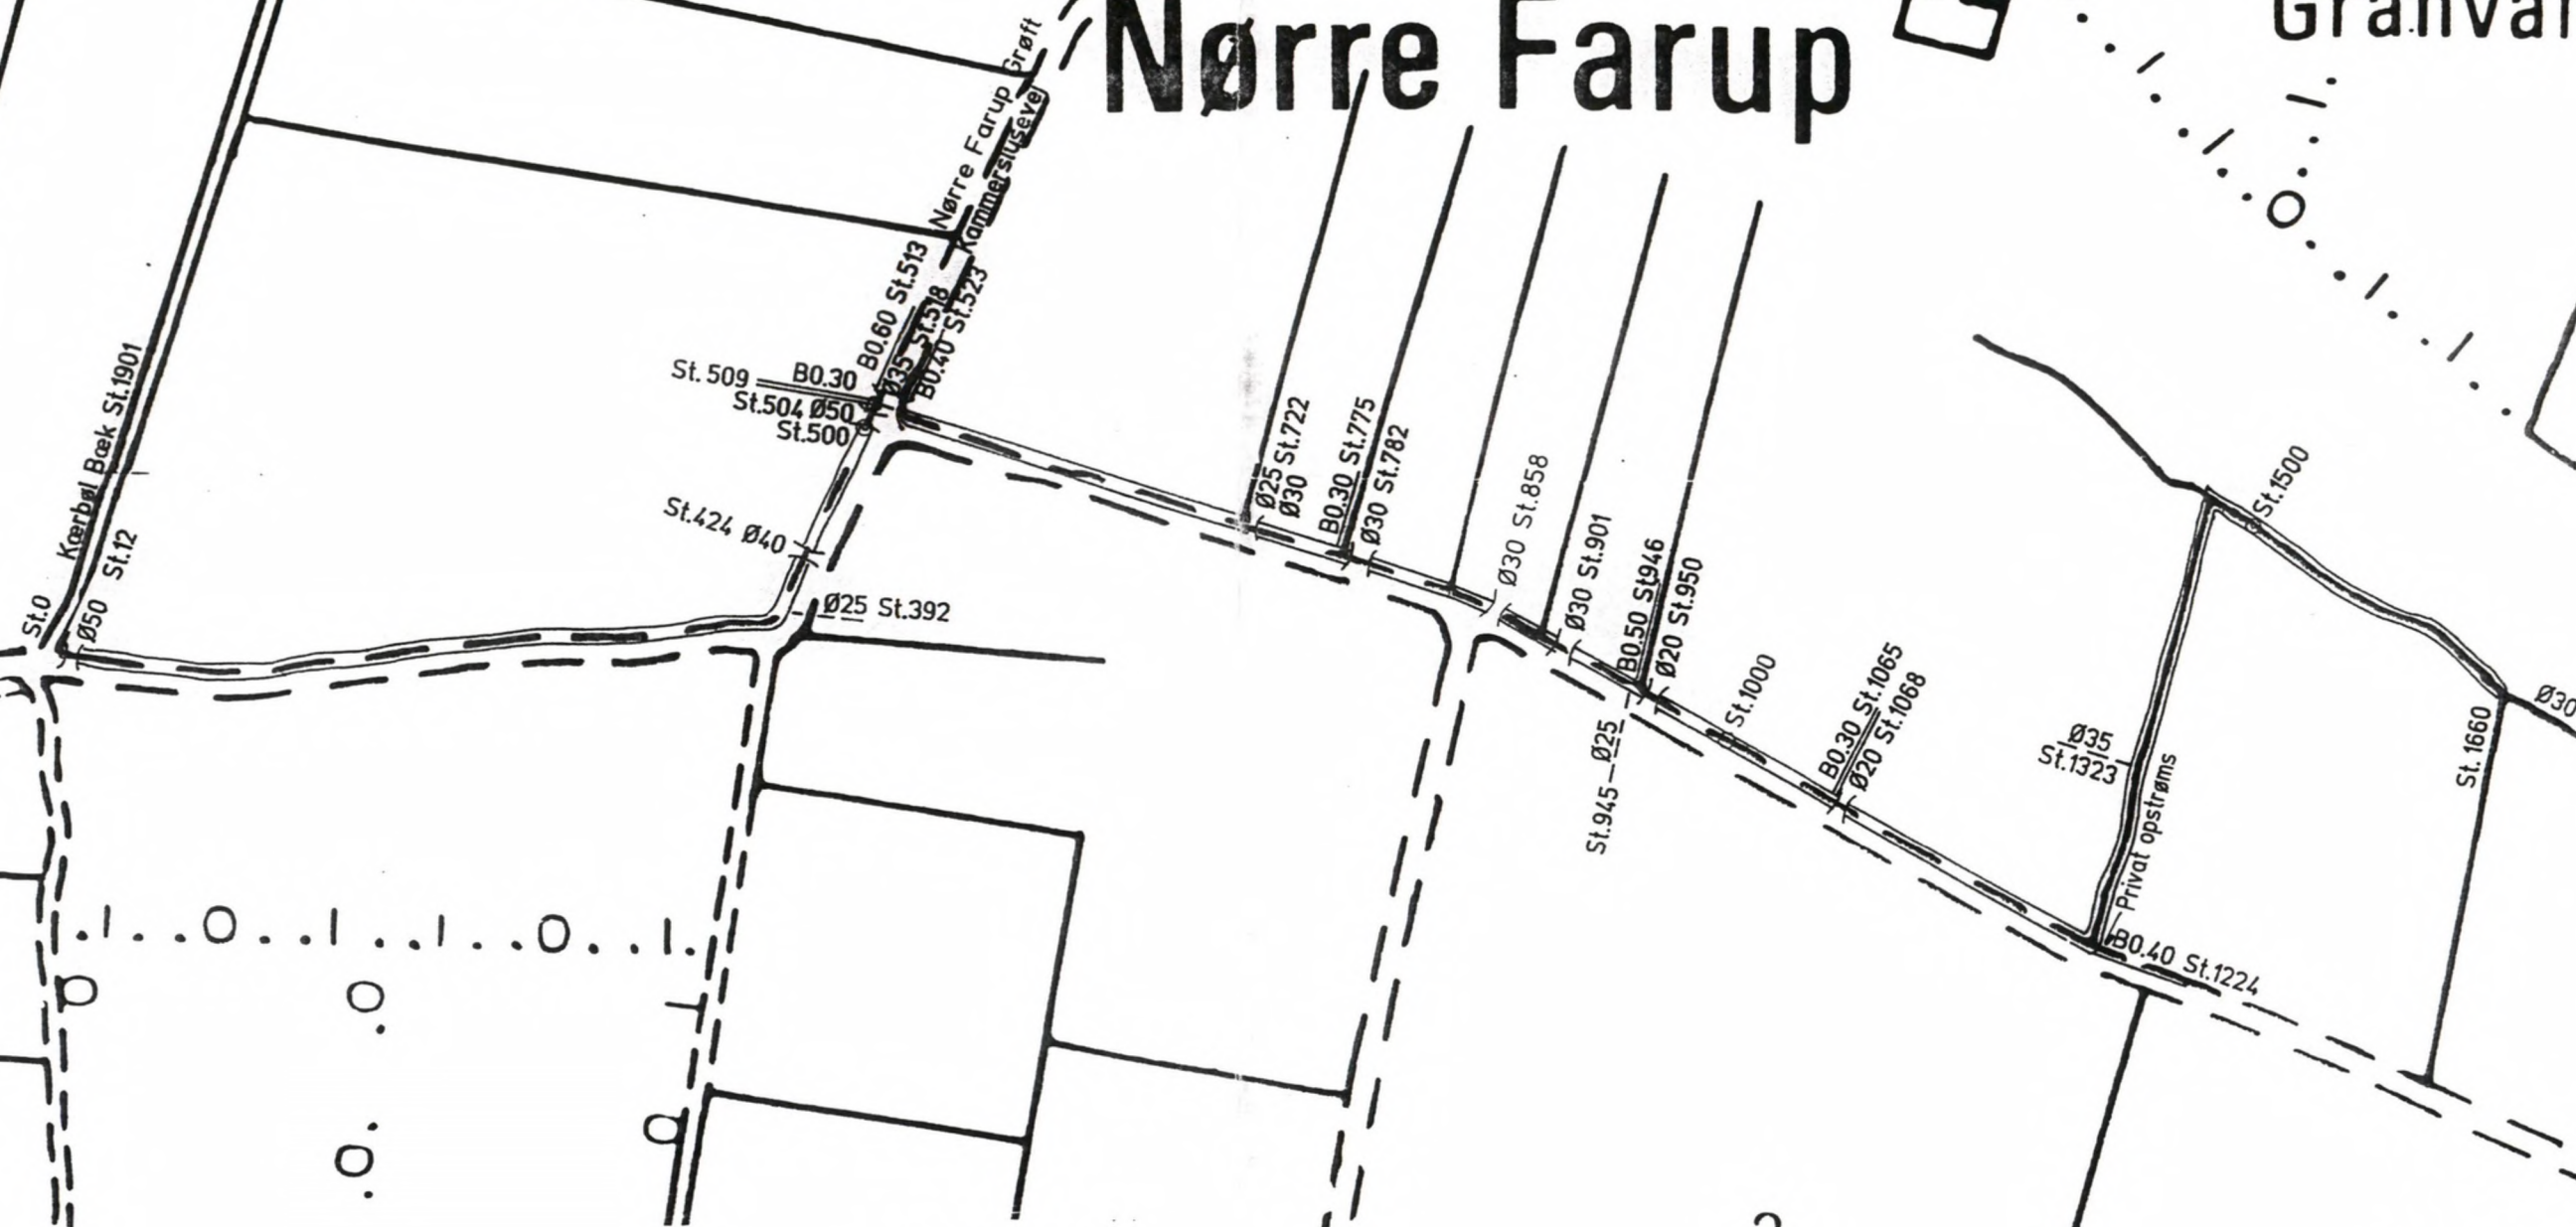 Nørre Farup
Nørre Farup Grøft
Kammerslusevej
Kærbøl Bæk St.1901
St.0
St.12
Ø50
B0.60 St.513
Ø35 St.518
B0.40 St.523
St.509 B0.30
St.504 Ø50
St.500
St.424 Ø40
Ø25 St.392
Ø25 St.722
Ø30
B0.30 St.775
Ø30 St.782
Ø30 St.858
Ø30 St.901
B0.50 St.946
Ø20 St.950
St.945 Ø25
St.1000
B0.30 St.1065
Ø20 St.1068
Ø35
St.1323
Privat opstrøms
B0.40 St.1224
St.1500
St.1660
Ø30